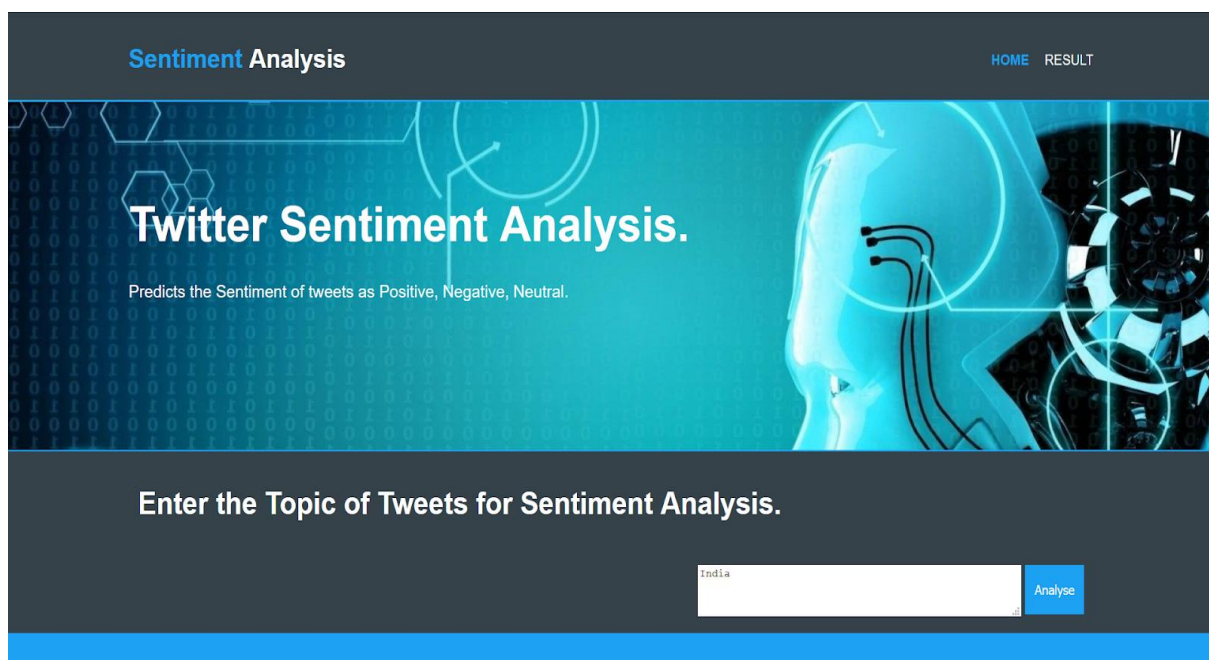 Sentiment Analysis
HOME RESULT
Twitter Sentiment Analysis.
Predicts the Sentiment of tweets as Positive, Negative, Neutral.
Enter the Topic of Tweets for Sentiment Analysis.
India
Analyse